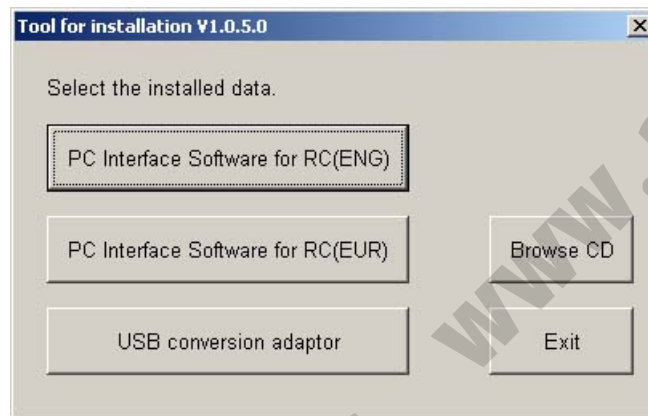 Tool for installation V1.0.5.0
Select the installed data.
PC Interface Software for RC(ENG)
PC Interface Software for RC(EUR)
Browse CD
USB conversion adaptor
Exit
www.